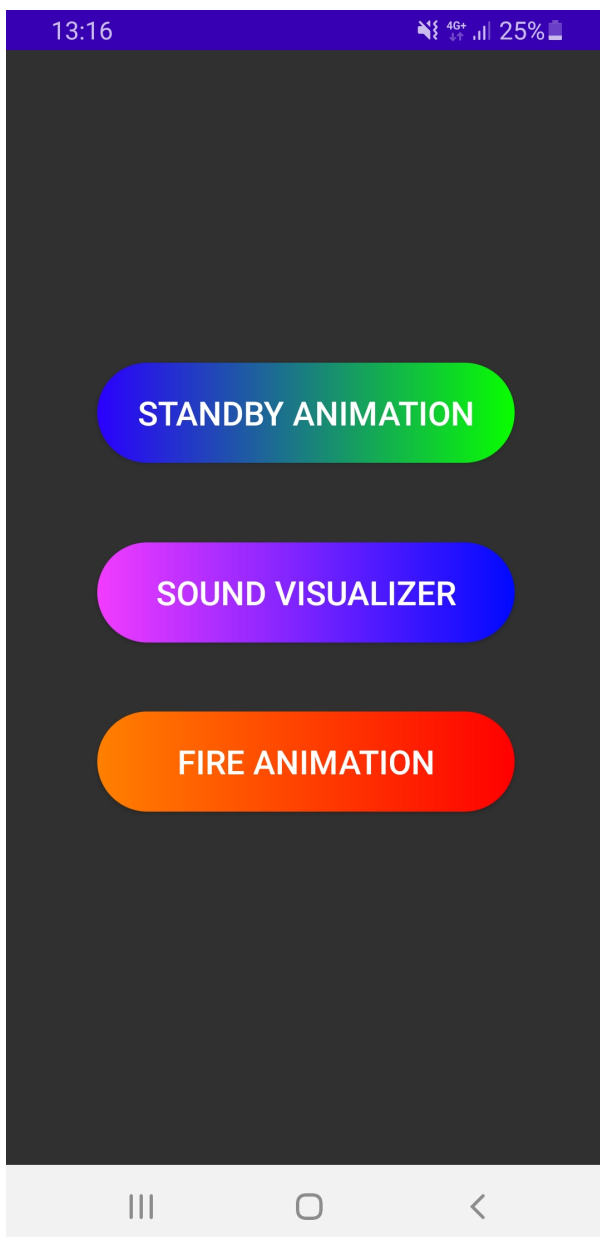 13:16 4G+ 25%
STANDBY ANIMATION
SOUND VISUALIZER
FIRE ANIMATION